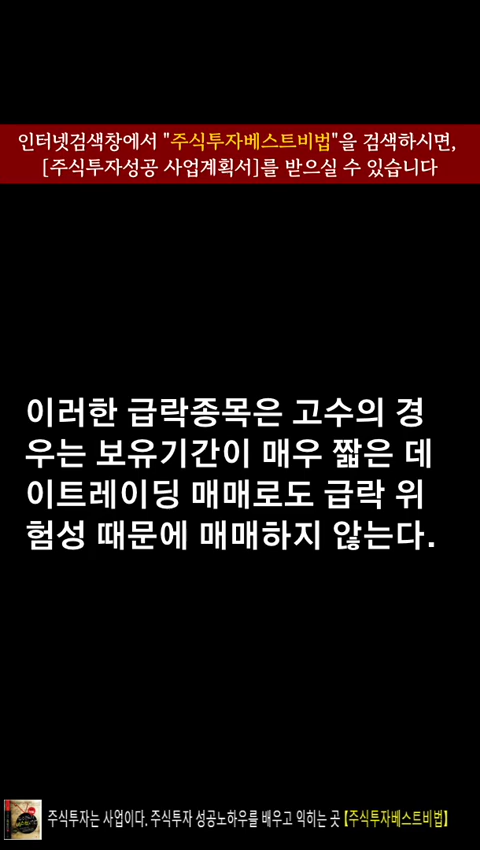 인터넷검색창에서 "주식투자베스트비법"을 검색하시면,
[주식투자성공 사업계획서]를 받으실 수 있습니다
이러한 급락종목은 고수의 경
우는 보유기간이 매우 짧은 데
이트레이딩 매매로도 급락 위
험성 때문에 매매하지 않는다.
주식투자는 사업이다. 주식투자 성공노하우를 배우고 익히는 곳 【주식투자베스트비법】